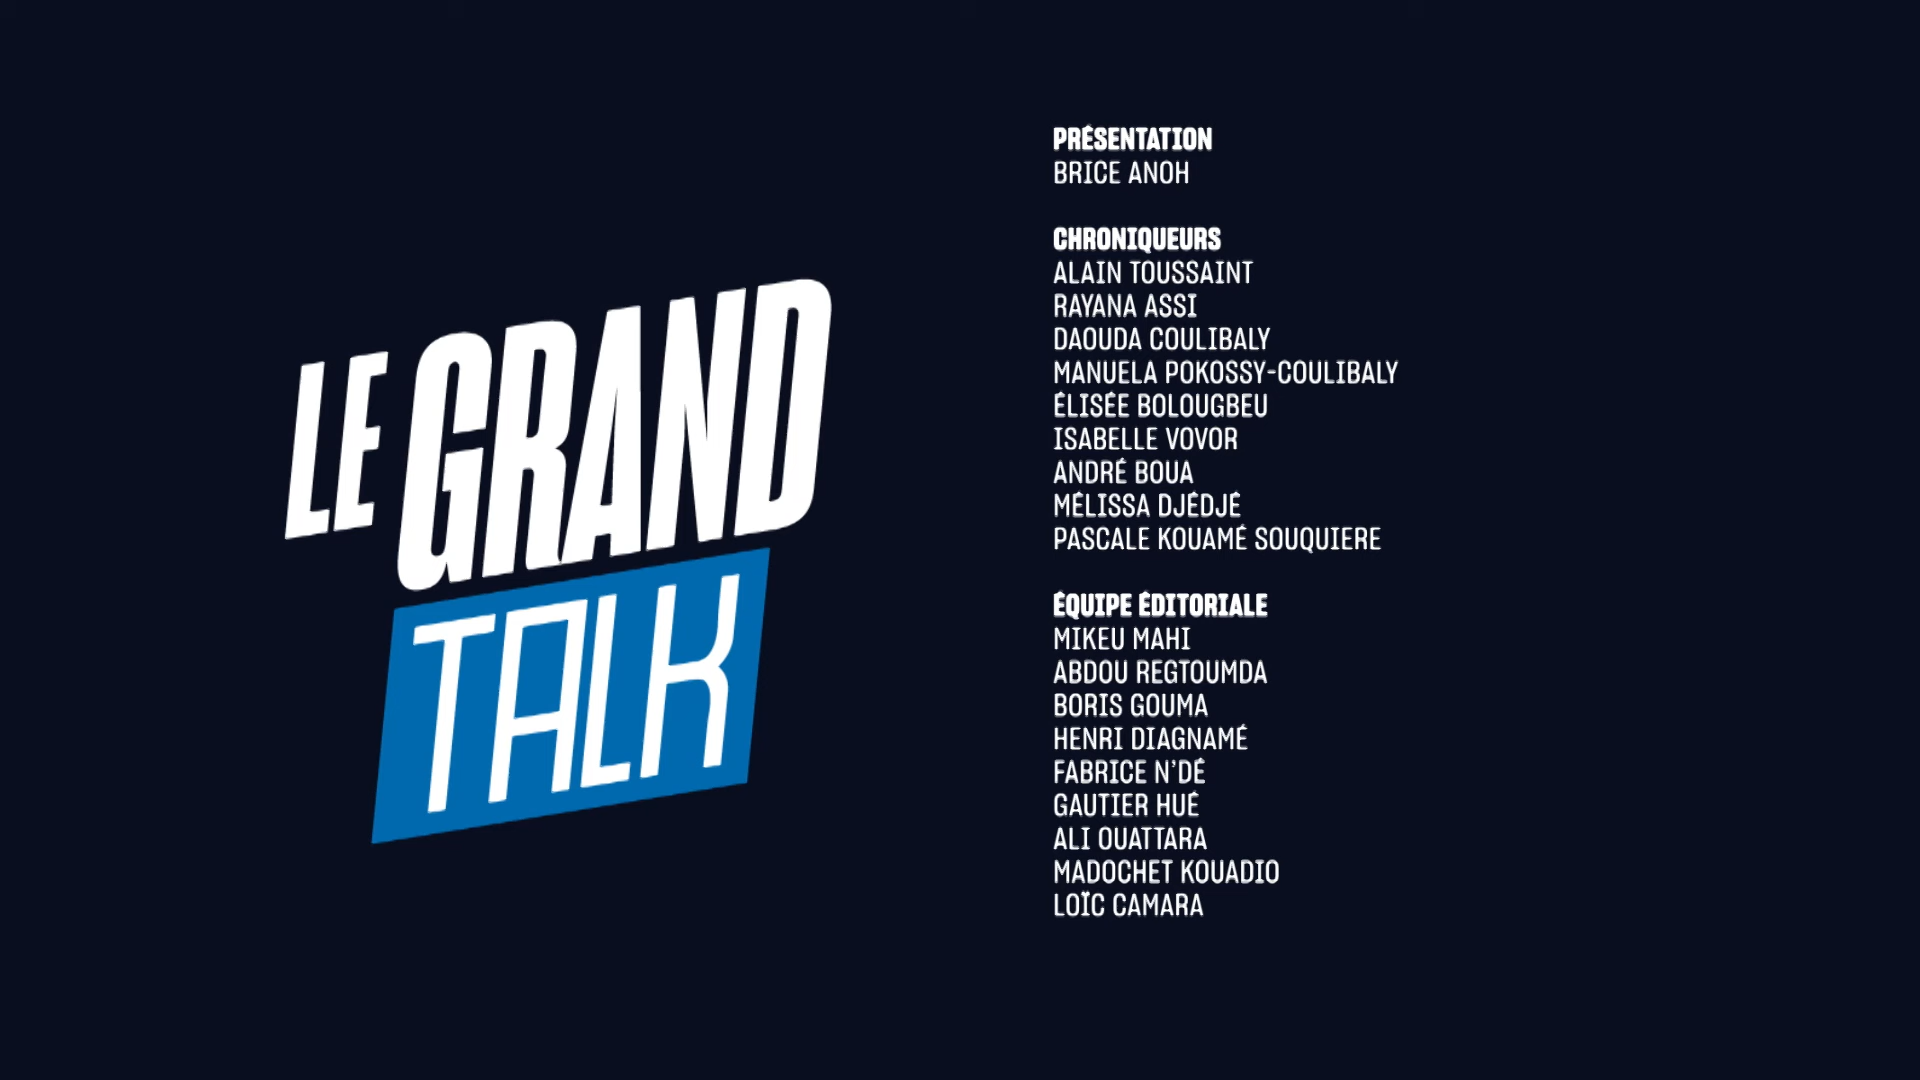 LE GRAND
TALK
PRÉSENTATION
BRICE ANOH
CHRONIQUEURS
ALAIN TOUSSAINT
RAYANA ASSI
DAOUDA COULIBALY
MANUELA POKOSSY-COULIBALY
ÉLISÉE BOLOUGBEU
ISABELLE VOVOR
ANDRÉ BOUA
MÉLISSA DJÉDJÉ
PASCALE KOUAMÉ SOUQUIERE
ÉQUIPE ÉDITORIALE
MIKEU MAHI
ABDOU REGTOUMDA
BORIS GOUMA
HENRI DIAGNAMÉ
FABRICE N’DÉ
GAUTIER HUÉ
ALI OUATTARA
MADOCHET KOUADIO
LOÏC CAMARA